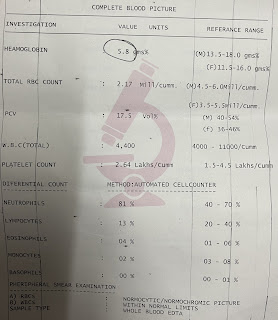 COMPLETE BLOOD PICTURE
INVESTIGATION VALUE UNITS REFERANCE RANGE
HEAMOGLOBIN 5.8 gms% (M)13.5-18.0 gms%
(F)11.5-16.0 gms%
TOTAL RBC COUNT : 2.17 Mill/cumm. (M)4.5-6.0Mill/cumm.
(F)3.5-5.5Mill/cumm.
PCV : 17.5 Vol% (M) 40-54%
(F) 36-46%
W.B.C(TOTAL) : 4,400 4000 - 11000/Cumm
PLATELET COUNT : 2.64 Lakhs/Cumm 1.5-4.5 Lakhs/Cumm
DIFFERENTIAL COUNT METHOD:AUTOMATED CELLCOUNTER
NEUTROPHILS : 81 % 40 - 70 %
LYMPOCYTES : 13 % 20 - 40 %
EOSINOPHILS : 04 % 01 - 06 %
MONOCYTES : 02 % 03 - 08 %
BASOPHILS : 00 % 00 - 01 %
PHERIPHERAL SMEAR EXAMINATION
A) RBCS : NORMOCYTIC/NORMOCHROMIC PICTURE
WITHIN NORMAL LIMITS
SAMPLE TYPE WHOLE BLOOD EDTA